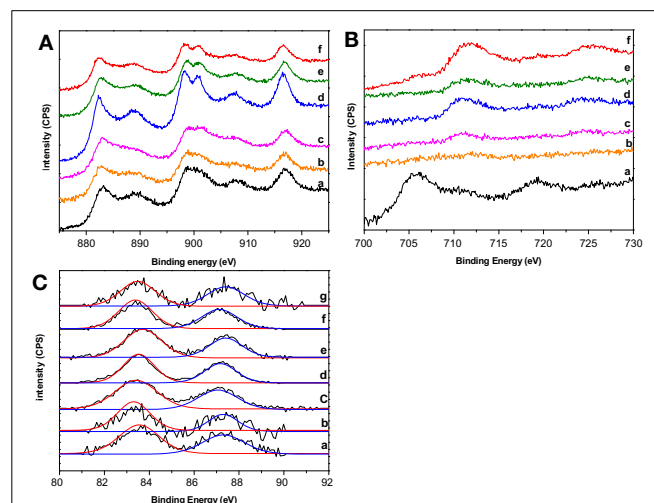 A
f
e
d
c
b
a
Intensity (CPS)
880 890 900 910 920
Binding energy (eV)
B
f
e
d
c
b
a
Intensity (CPS)
700 705 710 715 720 725 730
Binding Energy (eV)
C
g
f
e
d
C
b
a
intensity (CPS)
80 82 84 86 88 90 92
Binding Energy (eV)